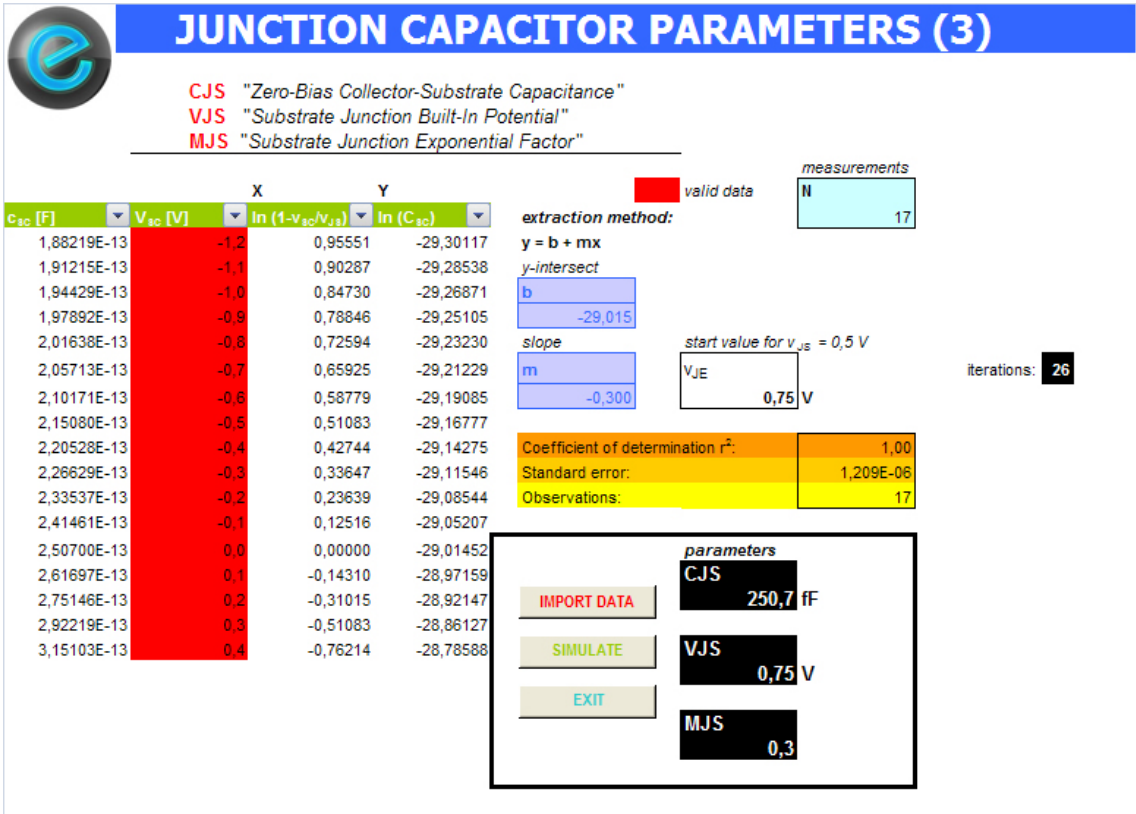 JUNCTION CAPACITOR PARAMETERS (3)
CJS "Zero-Bias Collector-Substrate Capacitance"
VJS "Substrate Junction Built-In Potential"
MJS "Substrate Junction Exponential Factor"
measurements
X Y valid data N
c_SC [F] V_SC [V] ln (1-v_SC/v_JS) ln (C_SC) extraction method: 17
1,88219E-13 -1,2 0,95551 -29,30117 y = b + mx
1,91215E-13 -1,1 0,90287 -29,28538 y-intersect
1,94429E-13 -1,0 0,84730 -29,26871 b
1,97892E-13 -0,9 0,78846 -29,25105 -29,015
2,01638E-13 -0,8 0,72594 -29,23230 slope start value for v_JS = 0,5 V
2,05713E-13 -0,7 0,65925 -29,21229 m V_JE iterations: 26
2,10171E-13 -0,6 0,58779 -29,19085 -0,300 0,75 V
2,15080E-13 -0,5 0,51083 -29,16777
2,20528E-13 -0,4 0,42744 -29,14275 Coefficient of determination r²: 1,00
2,26629E-13 -0,3 0,33647 -29,11546 Standard error: 1,209E-06
2,33537E-13 -0,2 0,23639 -29,08544 Observations: 17
2,41461E-13 -0,1 0,12516 -29,05207
2,50700E-13 0,0 0,00000 -29,01452 parameters
2,61697E-13 0,1 -0,14310 -28,97159 CJS
2,75146E-13 0,2 -0,31015 -28,92147 IMPORT DATA 250,7 fF
2,92219E-13 0,3 -0,51083 -28,86127
3,15103E-13 0,4 -0,76214 -28,78588 SIMULATE VJS
0,75 V
EXIT
MJS
0,3